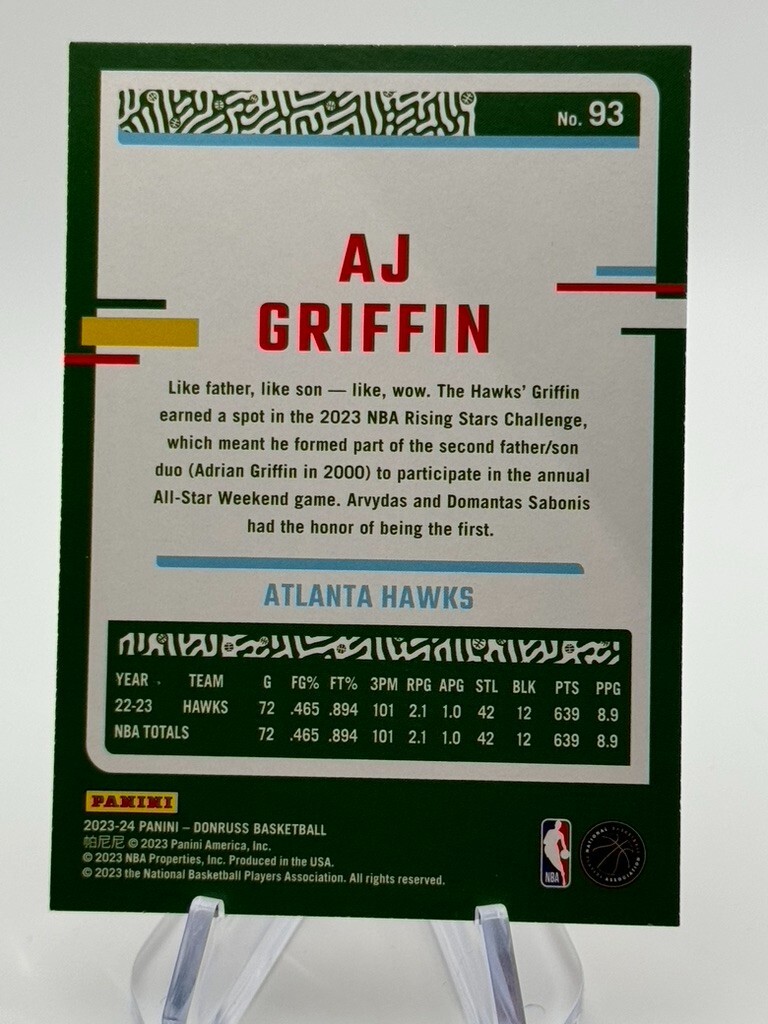 No. 93
AJ
GRIFFIN
Like father, like son — like, wow. The Hawks' Griffin
earned a spot in the 2023 NBA Rising Stars Challenge,
which meant he formed part of the second father/son
duo (Adrian Griffin in 2000) to participate in the annual
All-Star Weekend game. Arvydas and Domantas Sabonis
had the honor of being the first.
ATLANTA HAWKS
YEAR TEAM G FG% FT% 3PM RPG APG STL BLK PTS PPG
22-23 HAWKS 72 .465 .894 101 2.1 1.0 42 12 639 8.9
NBA TOTALS 72 .465 .894 101 2.1 1.0 42 12 639 8.9
PANINI
2023-24 PANINI – DONRUSS BASKETBALL
帕尼尼 © 2023 Panini America, Inc.
© 2023 NBA Properties, Inc. Produced in the USA.
© 2023 the National Basketball Players Association. All rights reserved.
NBA
NATIONAL BASKETBALL
ASSOCIATION